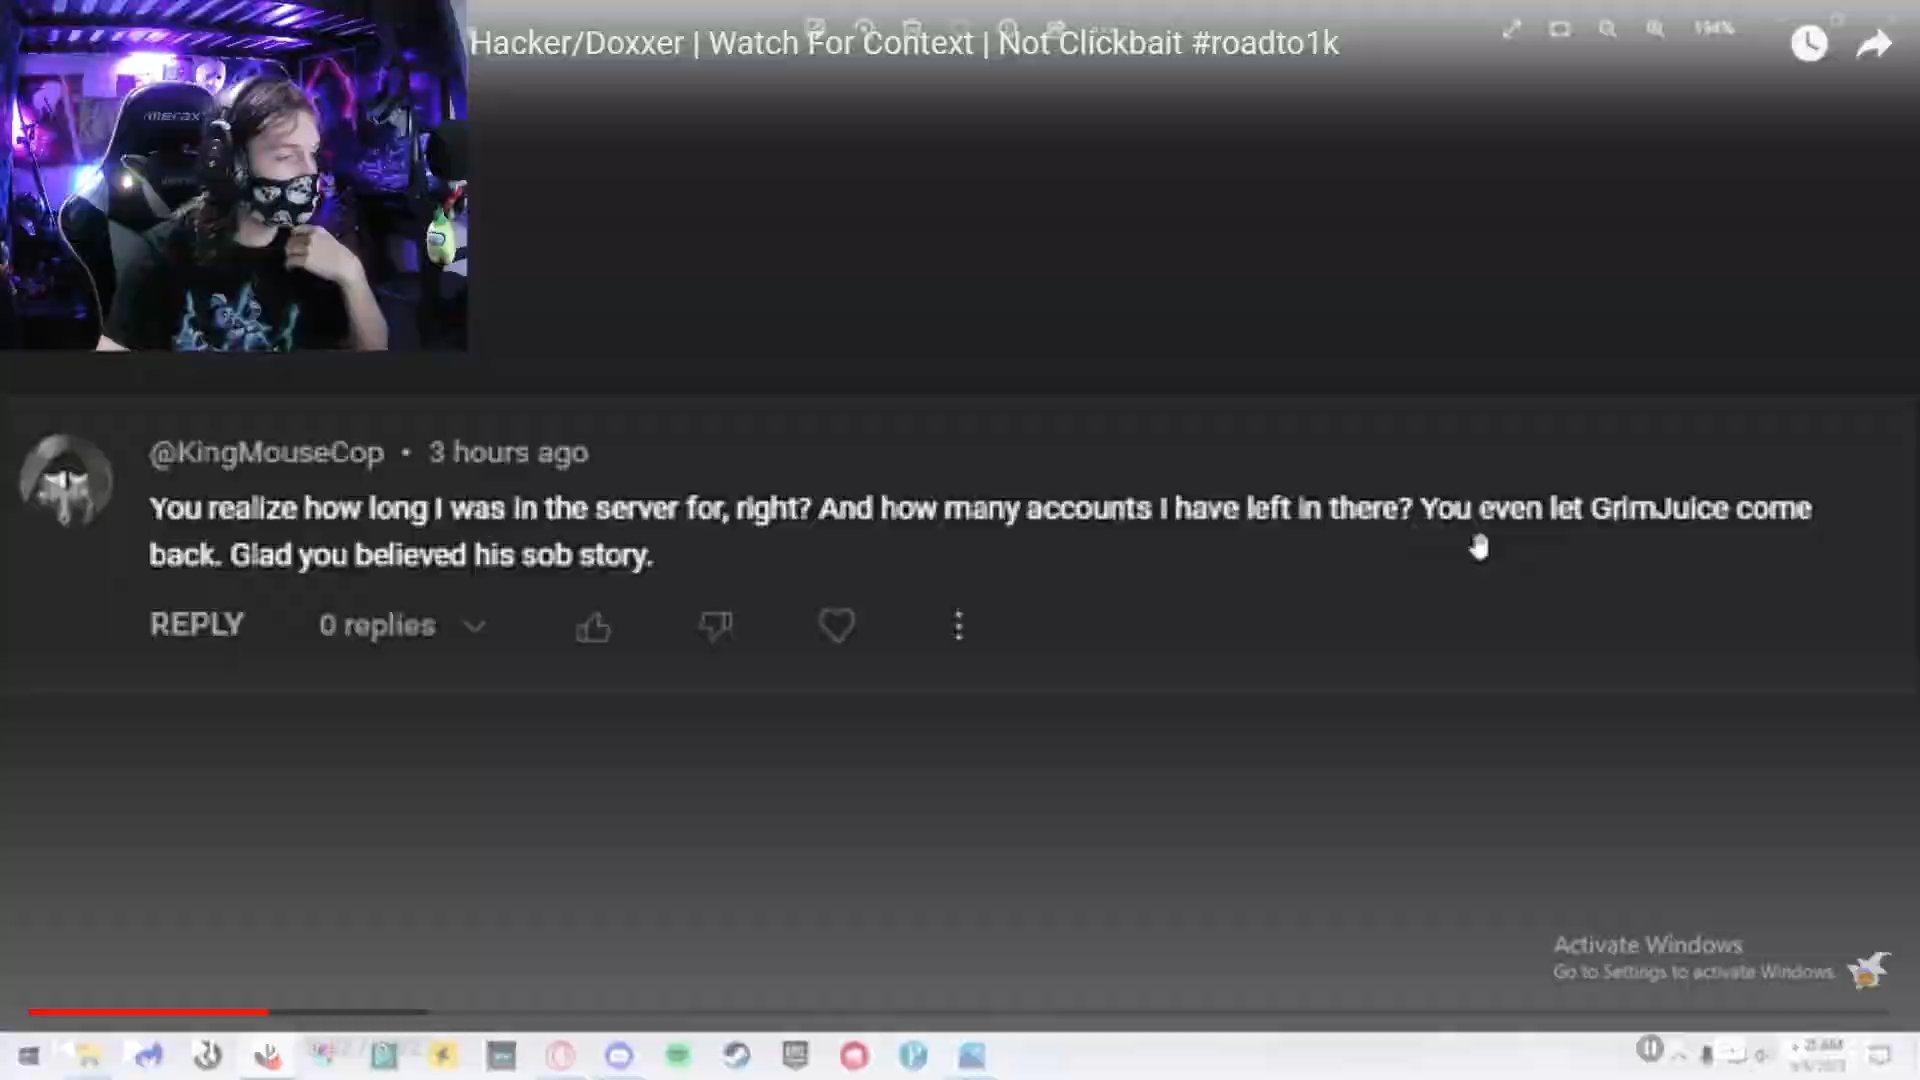 Hacker/Doxxer | Watch For Context | Not Clickbait #roadto1k
194%
merax
@KingMouseCop • 3 hours ago
You realize how long I was in the server for, right? And how many accounts I have left in there? You even let GrimJuice come
back. Glad you believed his sob story.
REPLY 0 replies
Activate Windows
Go to Settings to activate Windows.